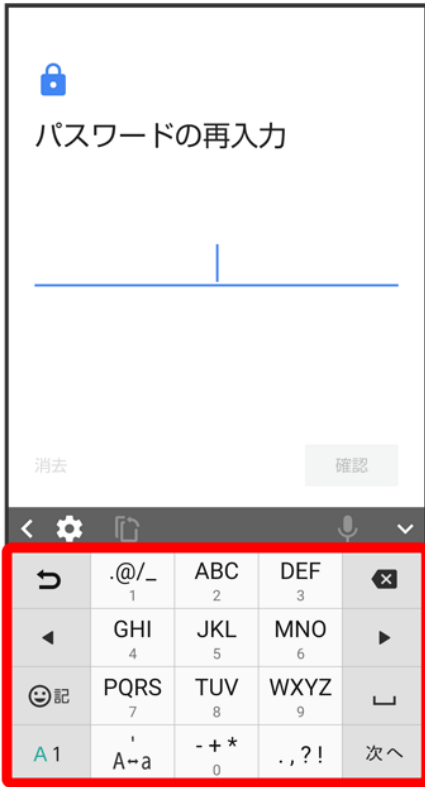 パスワードの再入力
消去
確認
.@/_ ABC DEF
1 2 3
GHI JKL MNO
4 5 6
記 PQRS TUV WXYZ
7 8 9
A1 ' A↔a -+* .,?! 次へ
0